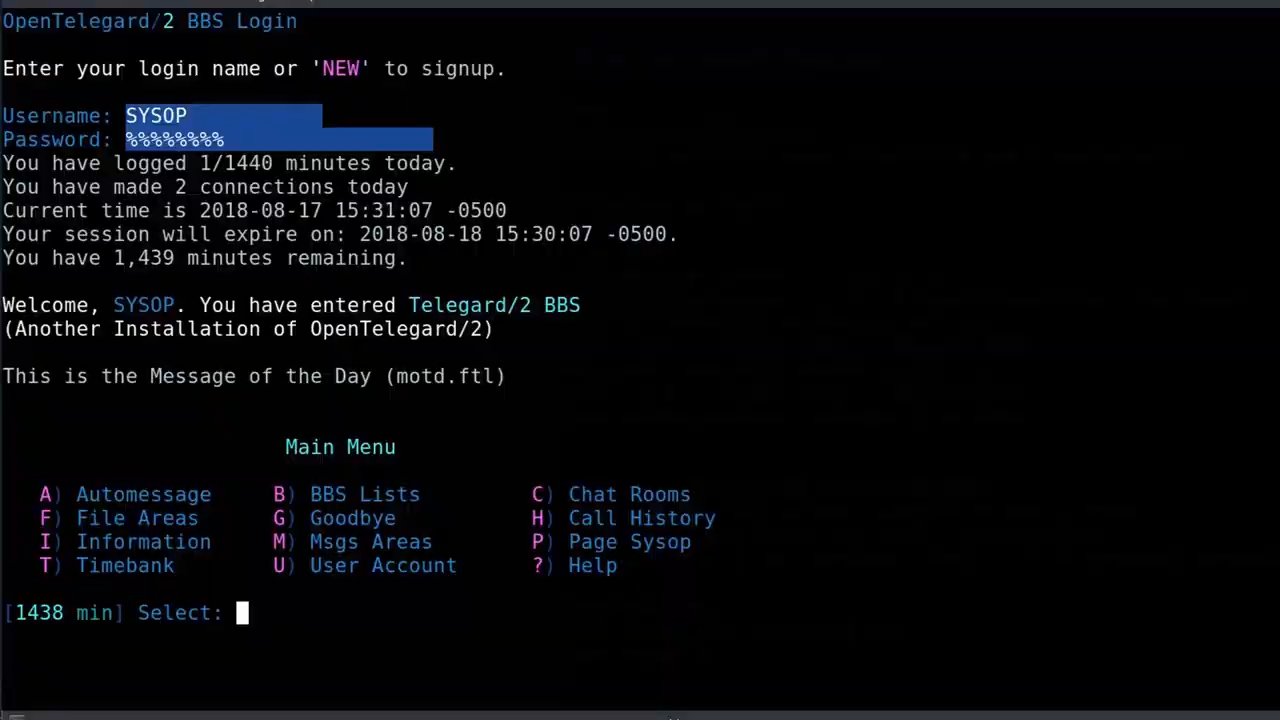 OpenTelegard/2 BBS Login
Enter your login name or 'NEW' to signup.
Username: SYSOP
Password: %%%%%%%%
You have logged 1/1440 minutes today.
You have made 2 connections today
Current time is 2018-08-17 15:31:07 -0500
Your session will expire on: 2018-08-18 15:30:07 -0500.
You have 1,439 minutes remaining.
Welcome, SYSOP. You have entered Telegard/2 BBS
(Another Installation of OpenTelegard/2)
This is the Message of the Day (motd.ftl)
Main Menu
A) Automessage B) BBS Lists C) Chat Rooms
F) File Areas G) Goodbye H) Call History
I) Information M) Msgs Areas P) Page Sysop
T) Timebank U) User Account ?) Help
[1438 min] Select: